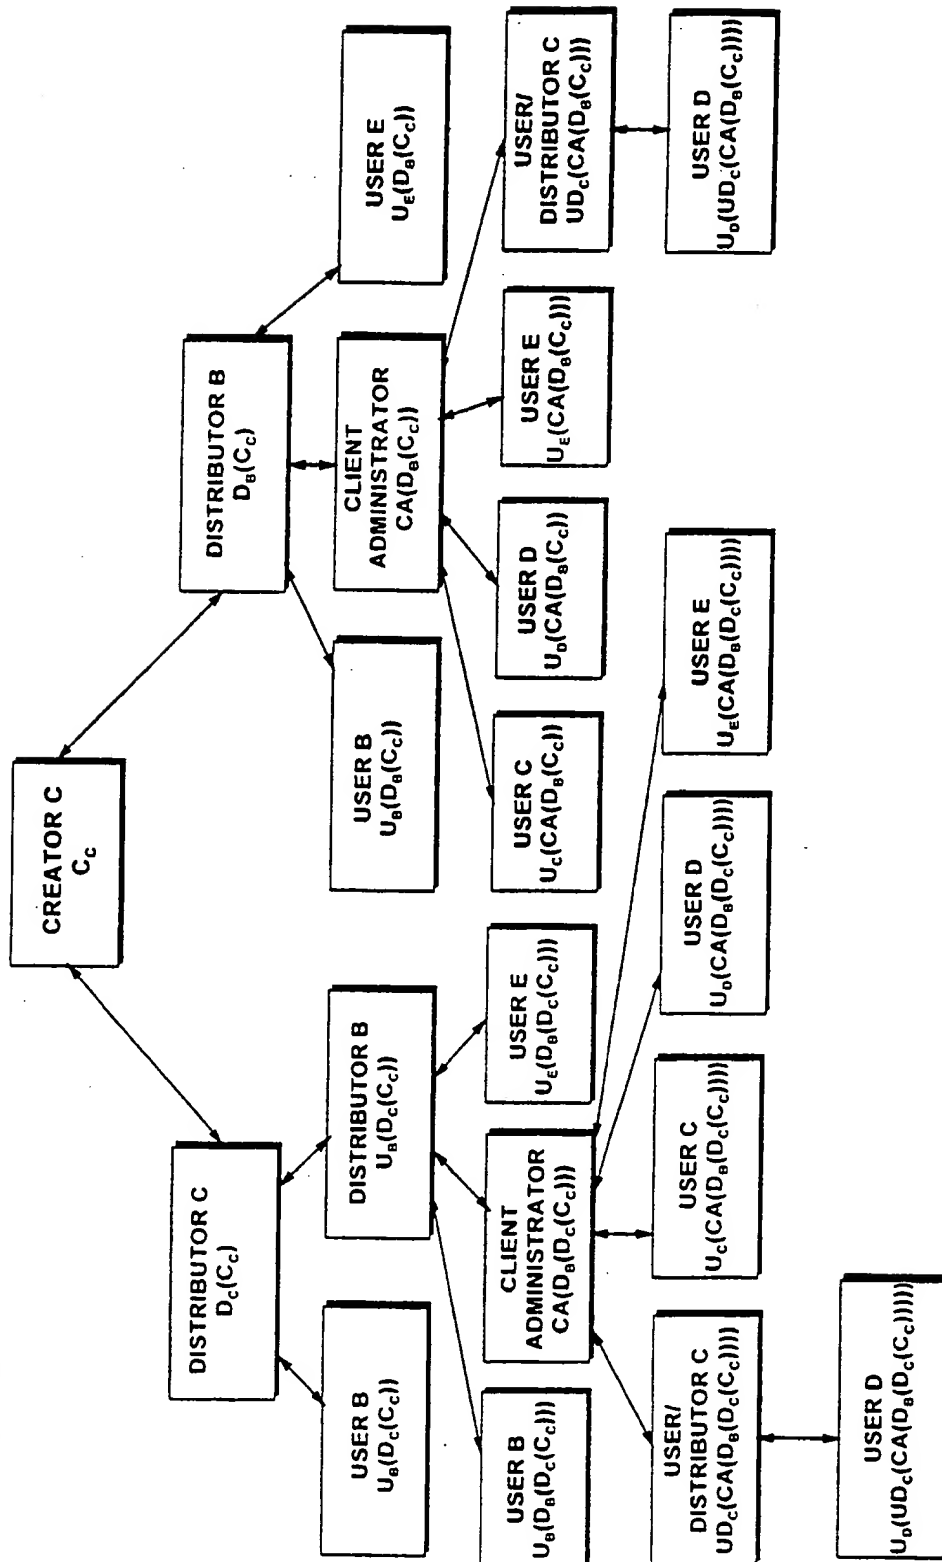 CREATOR C
C_C
DISTRIBUTOR C
D_C(C_C)
DISTRIBUTOR B
D_B(C_C)
USER B
U_B(D_C(C_C))
DISTRIBUTOR B
U_B(D_C(C_C))
USER B
U_B(D_B(C_C))
CLIENT
ADMINISTRATOR
CA(D_B(C_C))
USER E
U_E(D_B(C_C))
USER B
U_B(D_B(D_C(C_C)))
CLIENT
ADMINISTRATOR
CA(D_B(D_C(C_C)))
USER E
U_E(D_B(D_C(C_C)))
USER C
U_C(CA(D_B(C_C))
USER D
U_D(CA(D_B(C_C))
USER E
U_E(CA(D_B(C_C)))
USER/
DISTRIBUTOR C
UD_C(CA(D_B(C_C)))
USER/
DISTRIBUTOR C
UD_C(CA(D_B(D_C(C_C))))
USER C
U_C(CA(D_B(D_C(C_C))))
USER D
U_D(CA(D_B(D_C(C_C))))
USER E
U_E(CA(D_B(D_C(C_C))))
USER D
U_D(UD_C(CA(D_B(C_C))))
USER D
U_D(UD_C(CA(D_B(D_C(C_C)))))